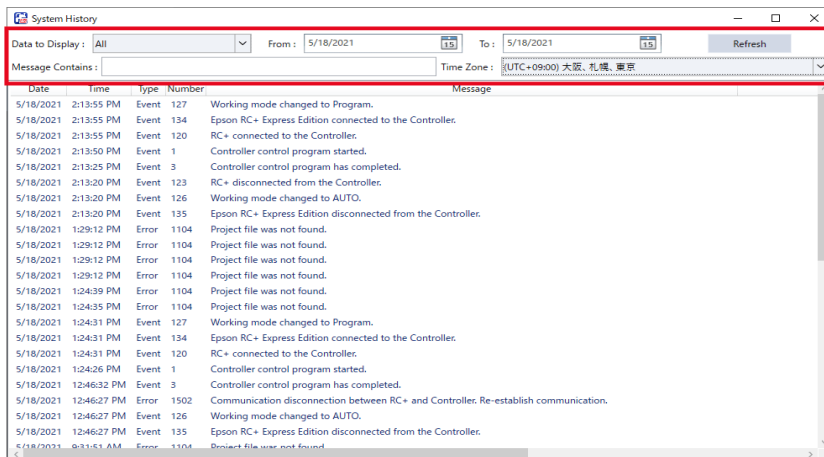 System History
Data to Display : All From : 5/18/2021 15 To : 5/18/2021 15 Refresh
Message Contains : Time Zone : (UTC+09:00) 大阪、札幌、東京
Date Time Type Number Message
5/18/2021 2:13:55 PM Event 127 Working mode changed to Program.
5/18/2021 2:13:55 PM Event 134 Epson RC+ Express Edition connected to the Controller.
5/18/2021 2:13:55 PM Event 120 RC+ connected to the Controller.
5/18/2021 2:13:50 PM Event 1 Controller control program started.
5/18/2021 2:13:25 PM Event 3 Controller control program has completed.
5/18/2021 2:13:20 PM Event 123 RC+ disconnected from the Controller.
5/18/2021 2:13:20 PM Event 126 Working mode changed to AUTO.
5/18/2021 2:13:20 PM Event 135 Epson RC+ Express Edition disconnected from the Controller.
5/18/2021 1:29:12 PM Error 1104 Project file was not found.
5/18/2021 1:29:12 PM Error 1104 Project file was not found.
5/18/2021 1:29:12 PM Error 1104 Project file was not found.
5/18/2021 1:29:12 PM Error 1104 Project file was not found.
5/18/2021 1:24:39 PM Error 1104 Project file was not found.
5/18/2021 1:24:35 PM Error 1104 Project file was not found.
5/18/2021 1:24:31 PM Event 127 Working mode changed to Program.
5/18/2021 1:24:31 PM Event 134 Epson RC+ Express Edition connected to the Controller.
5/18/2021 1:24:31 PM Event 120 RC+ connected to the Controller.
5/18/2021 1:24:26 PM Event 1 Controller control program started.
5/18/2021 12:46:32 PM Event 3 Controller control program has completed.
5/18/2021 12:46:27 PM Error 1502 Communication disconnection between RC+ and Controller. Re-establish communication.
5/18/2021 12:46:27 PM Event 126 Working mode changed to AUTO.
5/18/2021 12:46:27 PM Event 135 Epson RC+ Express Edition disconnected from the Controller.
5/18/2021 9:31:51 AM Error 1104 Project file was not found.